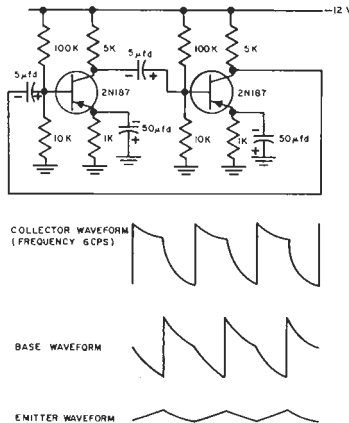 −12 V
100K 5K 5µfd 100K 5K
5µfd
2N187 2N187
10K 1K 50µfd 10K 1K 50µfd
COLLECTOR WAVEFORM
(FREQUENCY 6CPS)
BASE WAVEFORM
EMITTER WAVEFORM